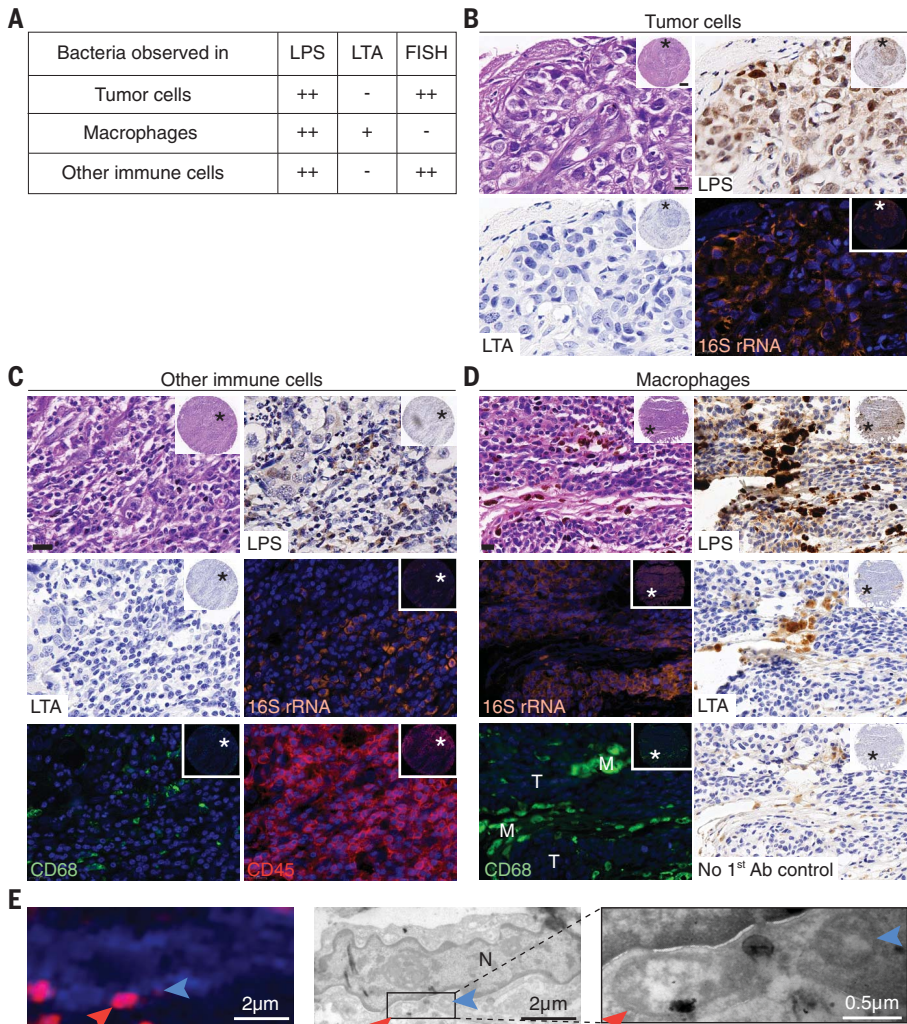 A
Bacteria observed in LPS LTA FISH
Tumor cells ++ - ++
Macrophages ++ + -
Other immune cells ++ - ++
B
Tumor cells
*
*
LPS
*
*
LTA
16S rRNA
C
Other immune cells
*
*
LPS
*
*
LTA
16S rRNA
*
*
CD68
CD45
D
Macrophages
*
*
LPS
*
*
16S rRNA
LTA
M
*
*
T
M
T
CD68
No 1st Ab control
E
N
2µm
2µm
0.5µm